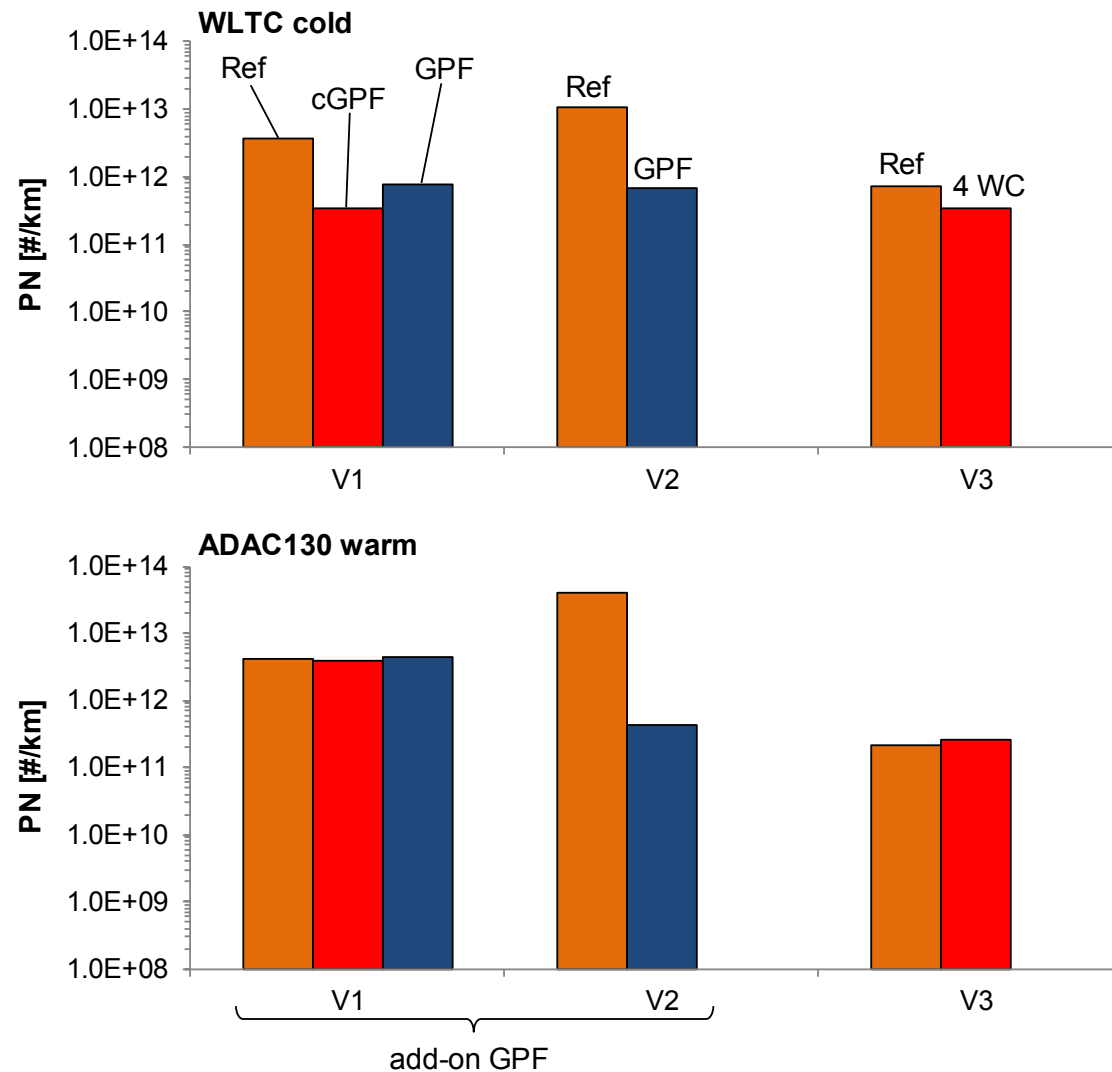 WLTC cold
1.0E+14
1.0E+13
1.0E+12
1.0E+11
1.0E+10
1.0E+09
1.0E+08
PN [#/km]
Ref
cGPF
GPF
Ref
GPF
Ref
4 WC
V1 V2 V3
ADAC130 warm
1.0E+14
1.0E+13
1.0E+12
1.0E+11
1.0E+10
1.0E+09
1.0E+08
PN [#/km]
V1 V2 V3
add-on GPF